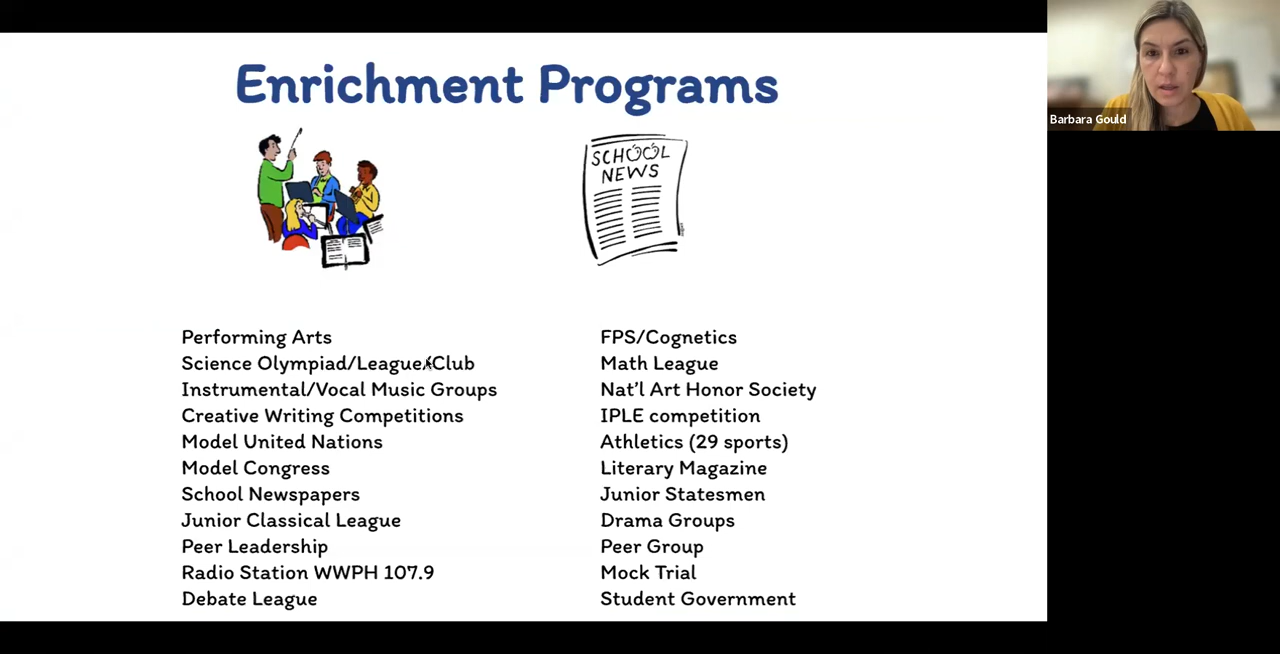 Enrichment Programs
SCHOOL
NEWS
Performing Arts
Science Olympiad/League/Club
Instrumental/Vocal Music Groups
Creative Writing Competitions
Model United Nations
Model Congress
School Newspapers
Junior Classical League
Peer Leadership
Radio Station WWPH 107.9
Debate League
FPS/Cognetics
Math League
Nat'l Art Honor Society
IPLE competition
Athletics (29 sports)
Literary Magazine
Junior Statesmen
Drama Groups
Peer Group
Mock Trial
Student Government
Barbara Gould